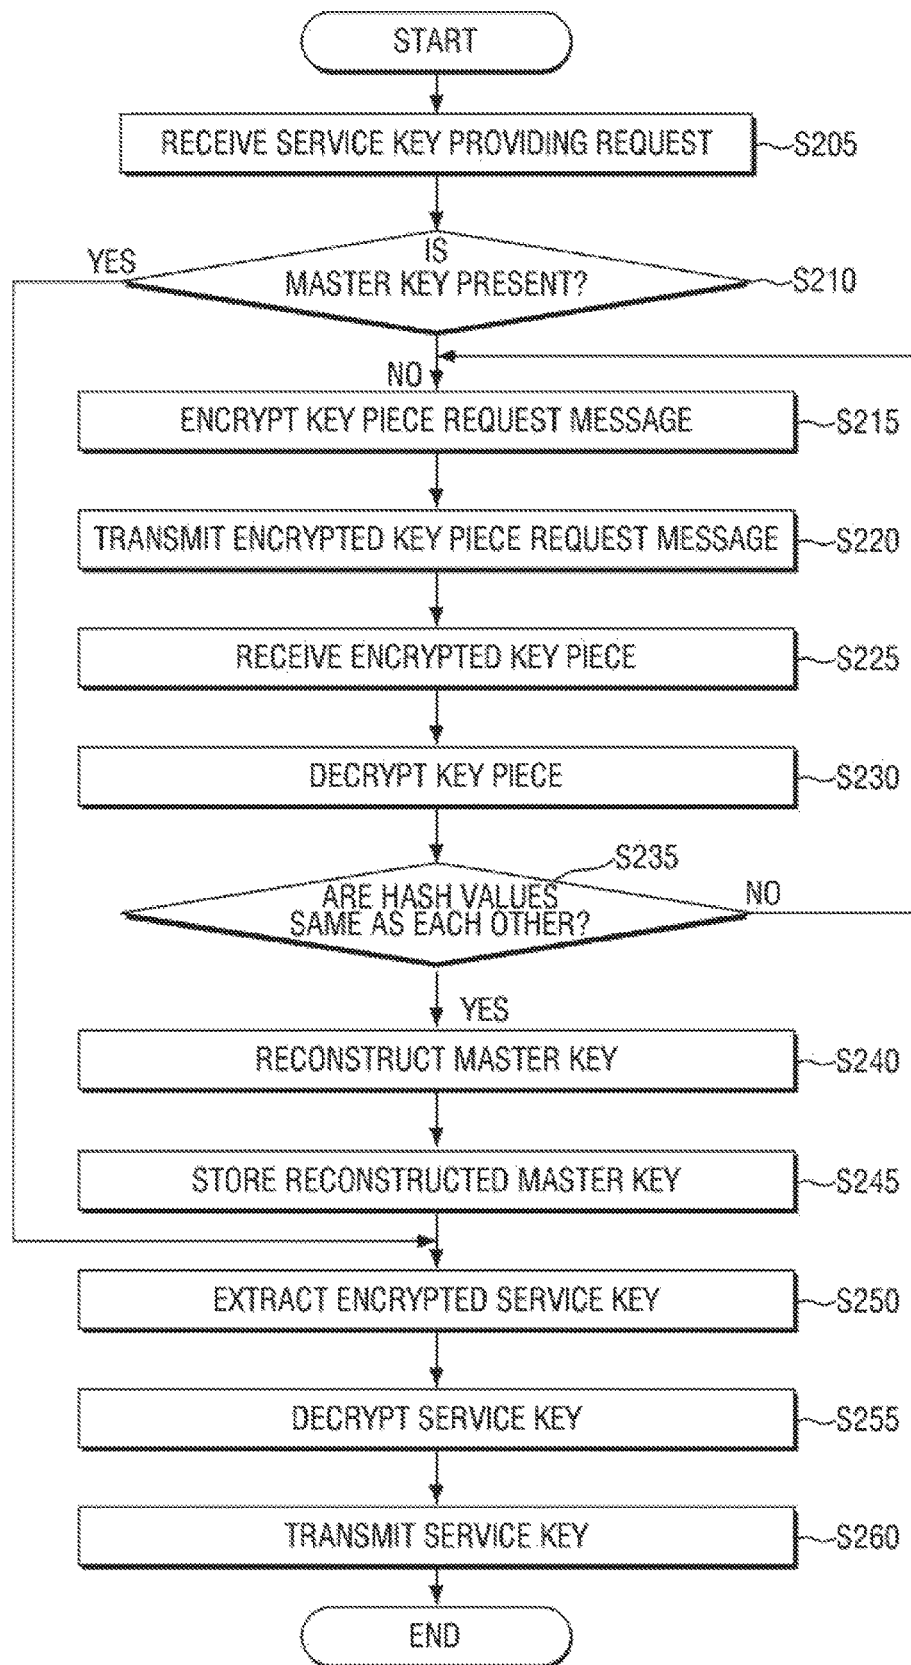 START
RECEIVE SERVICE KEY PROVIDING REQUEST
S205
YES
IS
MASTER KEY PRESENT?
S210
NO
ENCRYPT KEY PIECE REQUEST MESSAGE
S215
TRANSMIT ENCRYPTED KEY PIECE REQUEST MESSAGE
S220
RECEIVE ENCRYPTED KEY PIECE
S225
DECRYPT KEY PIECE
S230
S235
ARE HASH VALUES
SAME AS EACH OTHER?
NO
YES
RECONSTRUCT MASTER KEY
S240
STORE RECONSTRUCTED MASTER KEY
S245
EXTRACT ENCRYPTED SERVICE KEY
S250
DECRYPT SERVICE KEY
S255
TRANSMIT SERVICE KEY
S260
END